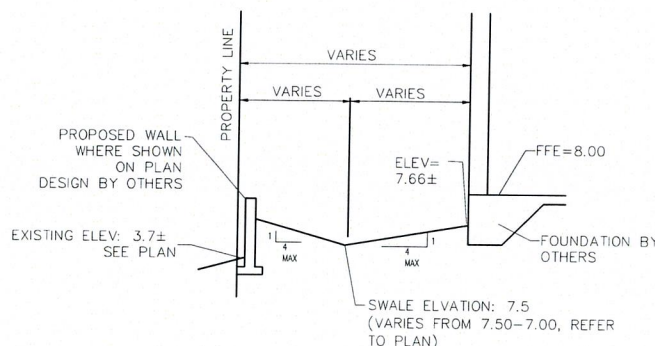 PROPERTY LINE
VARIES
VARIES
VARIES
PROPOSED WALL
WHERE SHOWN
ON PLAN
DESIGN BY OTHERS
ELEV=
7.66±
FFE=8.00
EXISTING ELEV: 3.7±
SEE PLAN
1
4
MAX
1
4
MAX
FOUNDATION BY
OTHERS
SWALE ELVATION: 7.5
(VARIES FROM 7.50-7.00, REFER
TO PLAN)